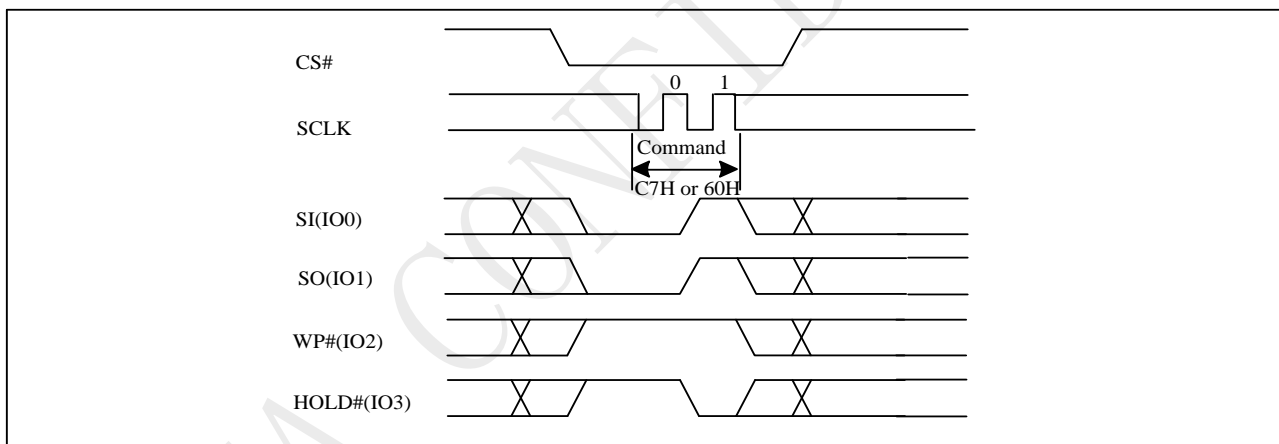 CS#
0 1
SCLK
Command
C7H or 60H
SI(IO0)
SO(IO1)
WP#(IO2)
HOLD#(IO3)